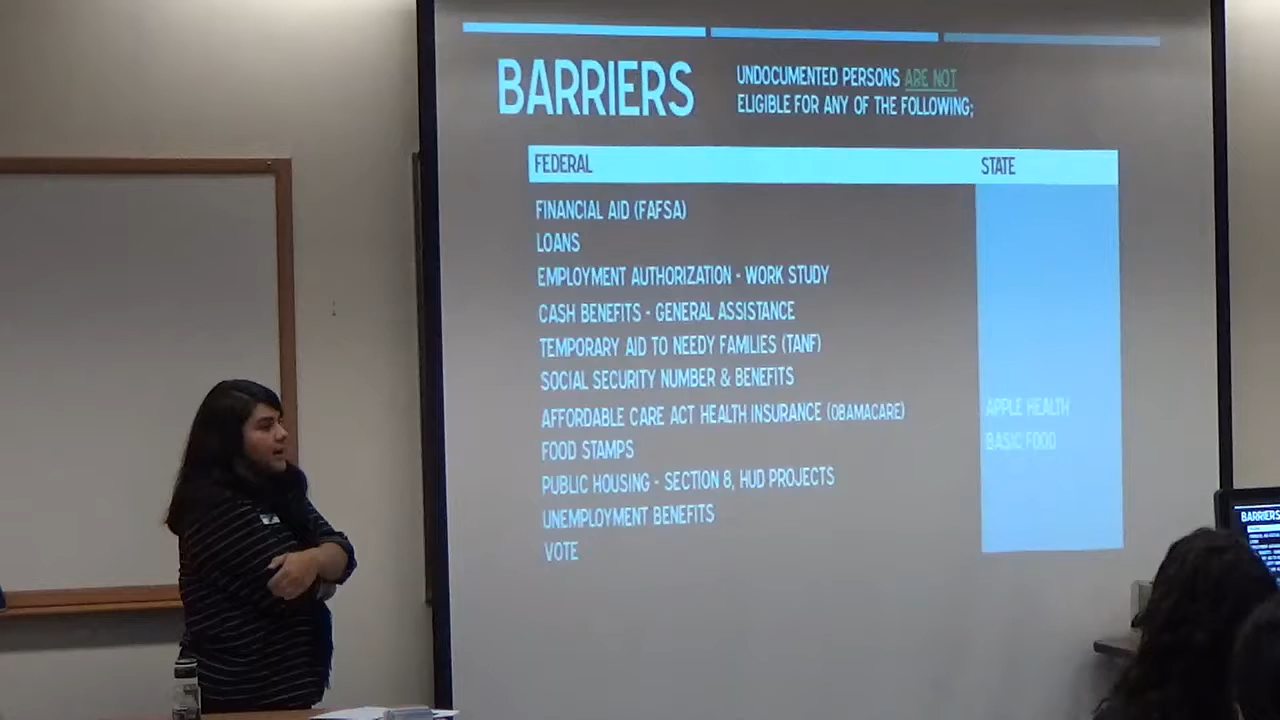 BARRIERS
UNDOCUMENTED PERSONS ARE NOT
ELIGIBLE FOR ANY OF THE FOLLOWING;
FEDERAL STATE
FINANCIAL AID (FAFSA)
LOANS
EMPLOYMENT AUTHORIZATION - WORK STUDY
CASH BENEFITS - GENERAL ASSISTANCE
TEMPORARY AID TO NEEDY FAMILIES (TANF)
SOCIAL SECURITY NUMBER & BENEFITS
AFFORDABLE CARE ACT HEALTH INSURANCE (OBAMACARE) APPLE HEALTH
FOOD STAMPS BASIC FOOD
PUBLIC HOUSING - SECTION 8, HUD PROJECTS
UNEMPLOYMENT BENEFITS
VOTE
BARRIERS